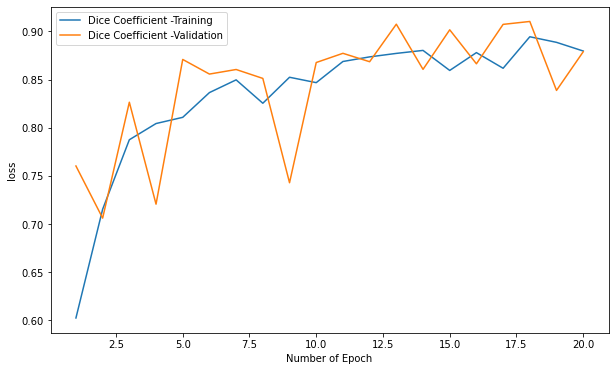 Dice Coefficient -Training
Dice Coefficient -Validation
0.90
0.85
0.80
0.75
0.70
0.65
0.60
loss
2.5 5.0 7.5 10.0 12.5 15.0 17.5 20.0
Number of Epoch